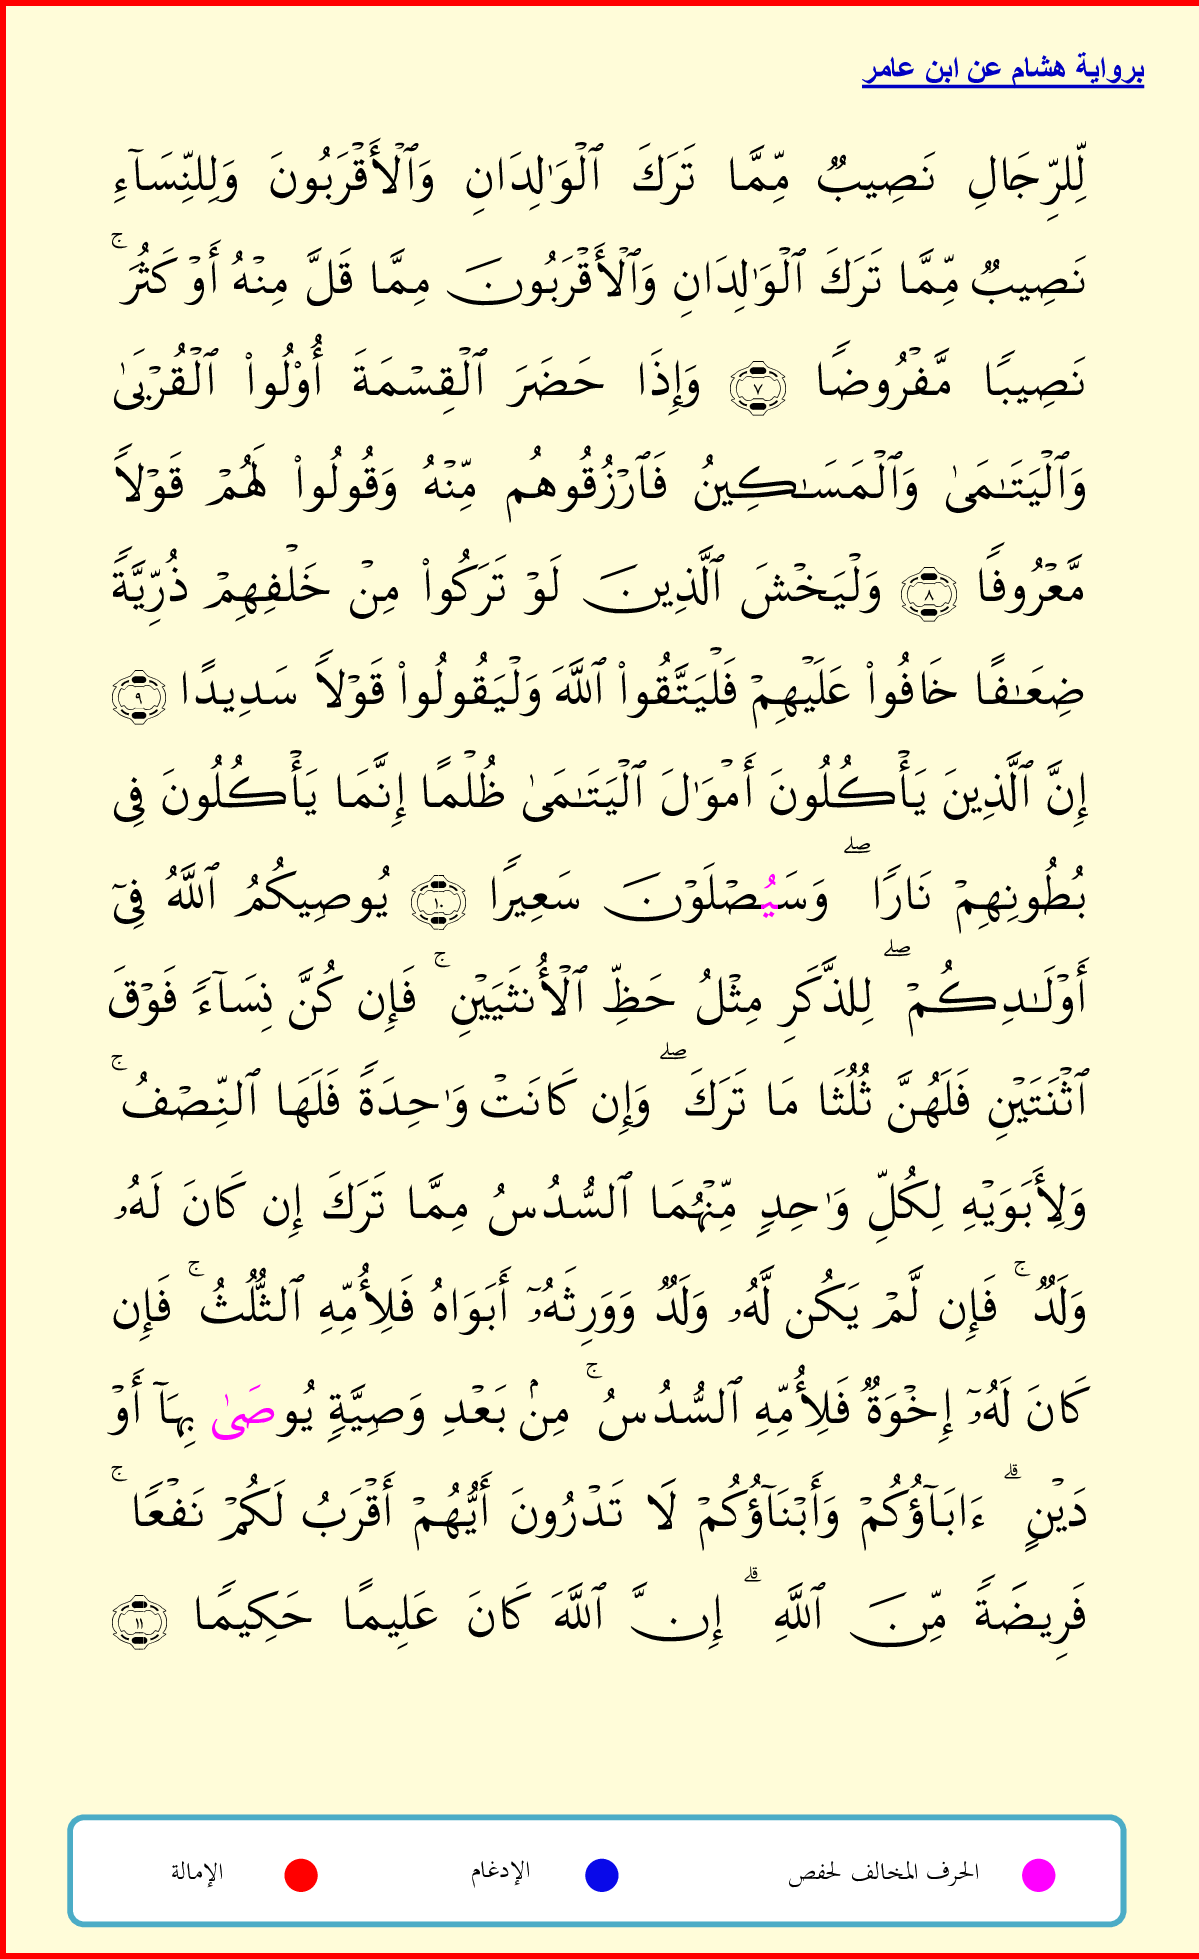 برواية هشام عن ابن عامر
لِّلرِّجَالِ نَصِيبٌ مِّمَّا تَرَكَ ٱلْوَٰلِدَانِ وَٱلْأَقْرَبُونَ وَلِلنِّسَآءِ
نَصِيبٌ مِّمَّا تَرَكَ ٱلْوَٰلِدَانِ وَٱلْأَقْرَبُونَ مِمَّا قَلَّ مِنْهُ أَوْ كَثُرَ ۚ
نَصِيبًا مَّفْرُوضًا ٧ وَإِذَا حَضَرَ ٱلْقِسْمَةَ أُو۟لُوا۟ ٱلْقُرْبَىٰ
وَٱلْيَتَـٰمَىٰ وَٱلْمَسَـٰكِينُ فَٱرْزُقُوهُم مِّنْهُ وَقُولُوا۟ لَهُمْ قَوْلًا
مَّعْرُوفًا ٨ وَلْيَخْشَ ٱلَّذِينَ لَوْ تَرَكُوا۟ مِنْ خَلْفِهِمْ ذُرِّيَّةً
ضِعَـٰفًا خَافُوا۟ عَلَيْهِمْ فَلْيَتَّقُوا۟ ٱللَّهَ وَلْيَقُولُوا۟ قَوْلًا سَدِيدًا ٩
إِنَّ ٱلَّذِينَ يَأْكُلُونَ أَمْوَٰلَ ٱلْيَتَـٰمَىٰ ظُلْمًا إِنَّمَا يَأْكُلُونَ فِى
بُطُونِهِمْ نَارًا ۖ وَسَيُصْلَوْنَ سَعِيرًا ١٠ يُوصِيكُمُ ٱللَّهُ فِىٓ
أَوْلَـٰدِكُمْ ۖ لِلذَّكَرِ مِثْلُ حَظِّ ٱلْأُنثَيَيْنِ ۚ فَإِن كُنَّ نِسَآءً فَوْقَ
ٱثْنَتَيْنِ فَلَهُنَّ ثُلُثَا مَا تَرَكَ ۖ وَإِن كَانَتْ وَٰحِدَةً فَلَهَا ٱلنِّصْفُ ۚ
وَلِأَبَوَيْهِ لِكُلِّ وَٰحِدٍ مِّنْهُمَا ٱلسُّدُسُ مِمَّا تَرَكَ إِن كَانَ لَهُۥ
وَلَدٌ ۚ فَإِن لَّمْ يَكُن لَّهُۥ وَلَدٌ وَوَرِثَهُۥٓ أَبَوَاهُ فَلِأُمِّهِ ٱلثُّلُثُ ۚ فَإِن
كَانَ لَهُۥٓ إِخْوَةٌ فَلِأُمِّهِ ٱلسُّدُسُ ۚ مِنۢ بَعْدِ وَصِيَّةٍ يُوصَىٰ بِهَآ أَوْ
دَيْنٍ ۗ ءَابَآؤُكُمْ وَأَبْنَآؤُكُمْ لَا تَدْرُونَ أَيُّهُمْ أَقْرَبُ لَكُمْ نَفْعًا ۚ
فَرِيضَةً مِّنَ ٱللَّهِ ۗ إِنَّ ٱللَّهَ كَانَ عَلِيمًا حَكِيمًا ١١
الحرف المخالف لحفص الإدغام الإمالة